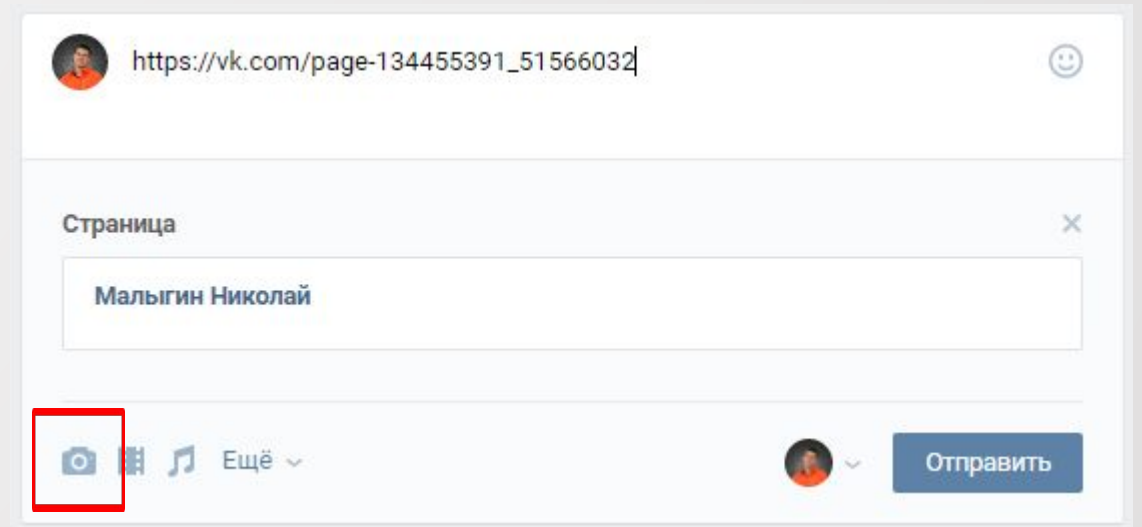 https://vk.com/page-134455391_51566032
Страница
Малыгин Николай
Ещё
Отправить